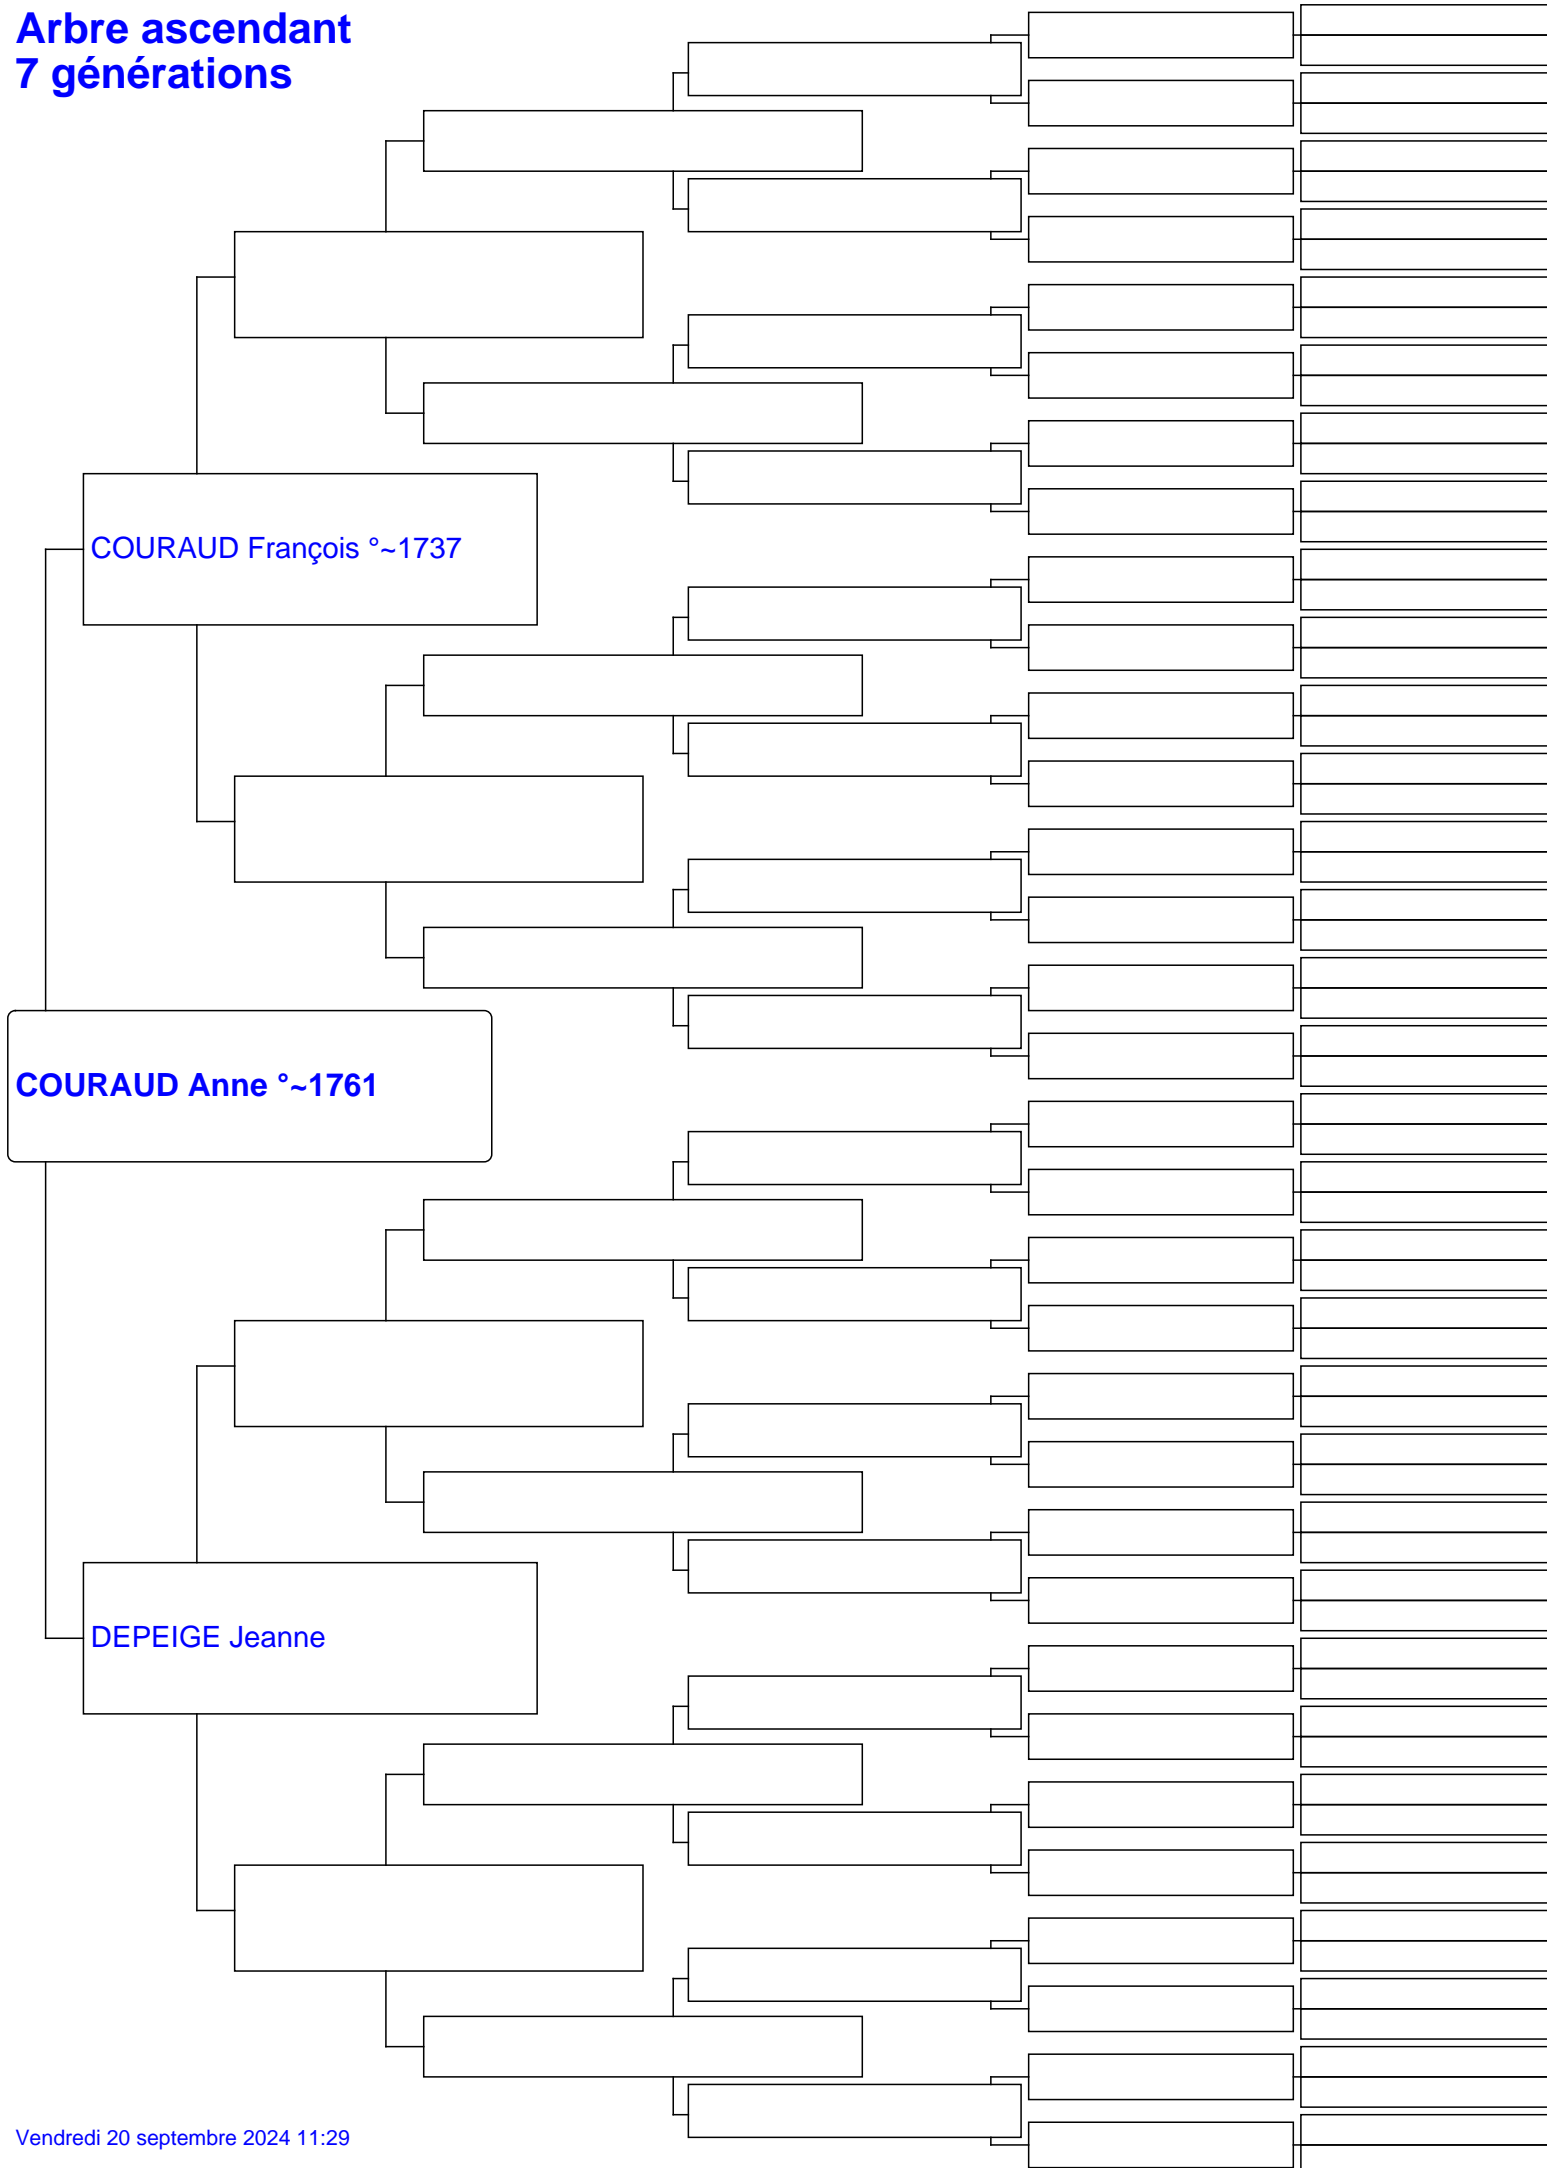 Arbre ascendant
7 générations
COURAUD François °~1737
COURAUD Anne °~1761
DEPEIGE Jeanne
Vendredi 20 septembre 2024 11:29